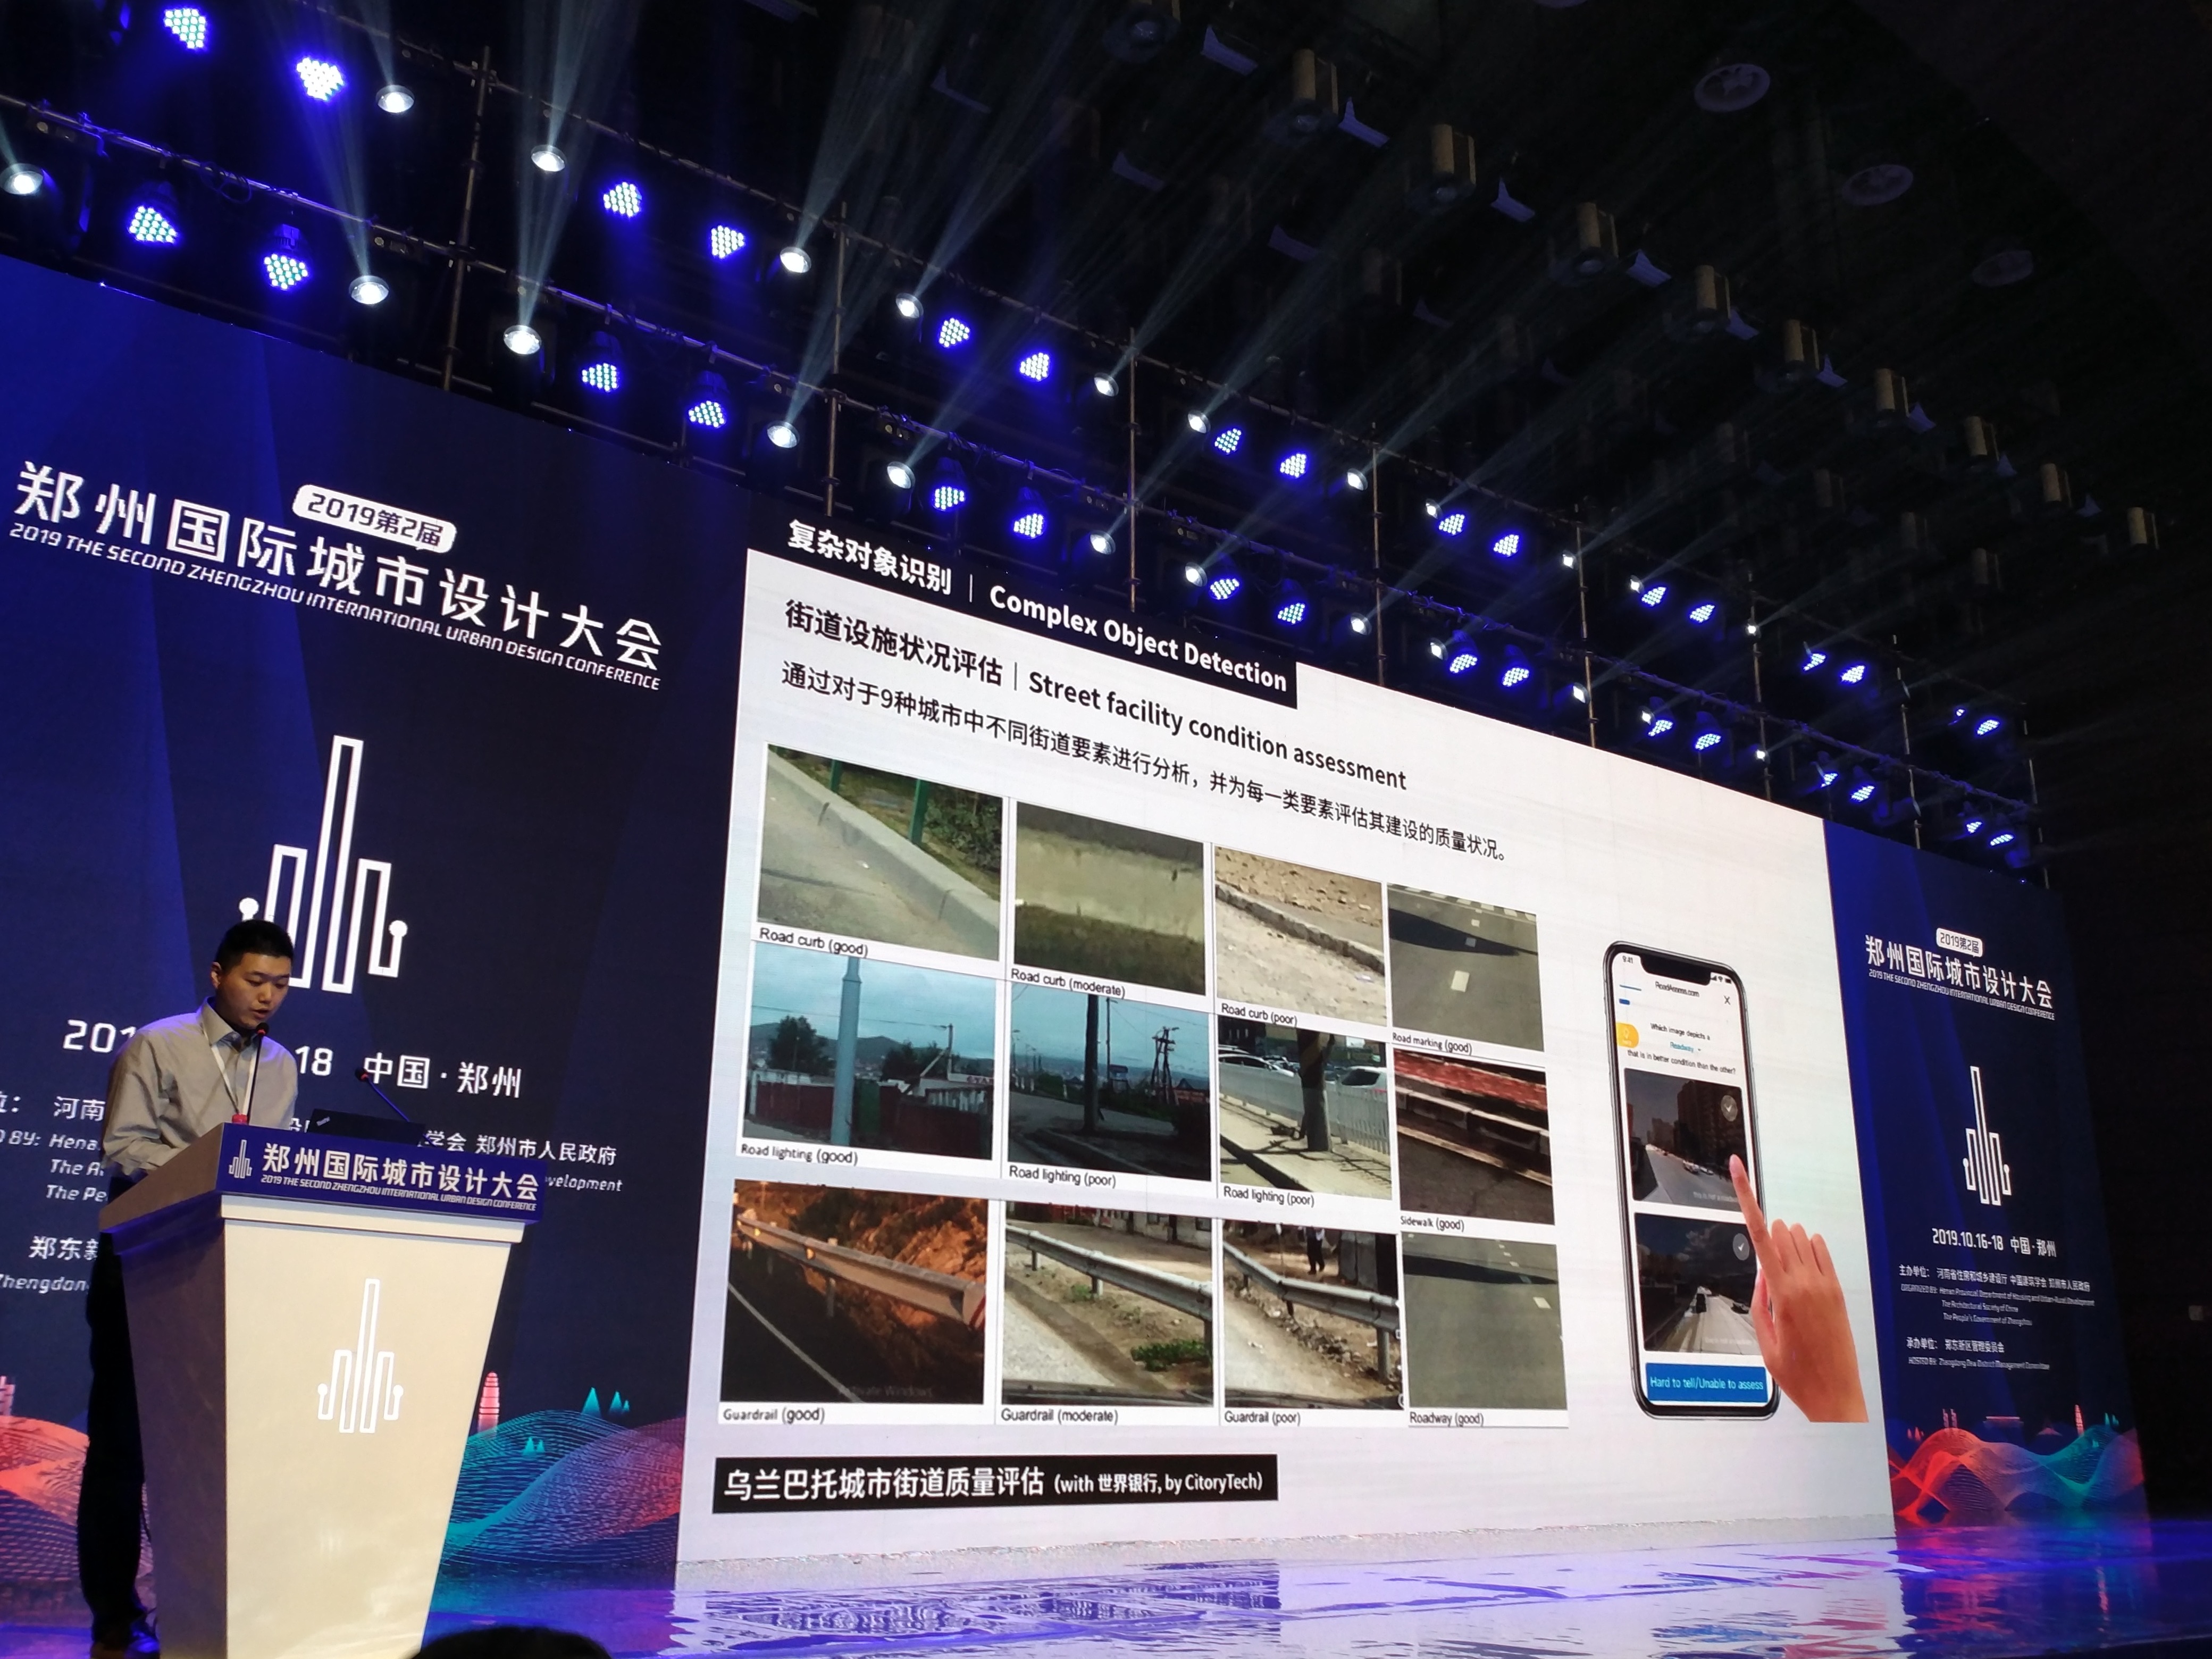 2019第2届
郑州国际城市设计大会
2019 THE SECOND ZHENGZHOU INTERNATIONAL URBAN DESIGN CONFERENCE
201
18 中国·郑州
河南
学会 郑州市人民政府
BY: Hena
velopment
The A
The Pe
郑东新
Zhengdon
郑州国际城市设计大会
2019 THE SECOND ZHENGZHOU INTERNATIONAL URBAN DESIGN CONFERENCE
复杂对象识别 | Complex Object Detection
街道设施状况评估 | Street facility condition assessment
通过对于9种城市中不同街道要素进行分析，并为每一类要素评估其建设的质量状况。
Road curb (good)
Road curb (moderate)
Road curb (poor)
Road marking (good)
Road lighting (good)
Road lighting (poor)
Road lighting (poor)
Sidewalk (good)
Activate Windows
Guardrail (good)
Guardrail (moderate)
Guardrail (poor)
Roadway (good)
9:41
RoadAssess.com
Which image depicts a
Roadway
that is in better condition than the other?
Hard to tell/Unable to assess
乌兰巴托城市街道质量评估 (with 世界银行, by CitoryTech)
2019第2届
郑州国际城市设计大会
2019 THE SECOND ZHENGZHOU INTERNATIONAL URBAN DESIGN CONFERENCE
2019.10.16-18 中国·郑州
主办单位： 河南省住房和城乡建设厅 中国建筑学会 郑州市人民政府
ORGANIZED BY: Henan Provincial Department of Housing and Urban-Rural Development
The Architectural Society of China
The People's Government of Zhengzhou
承办单位： 郑东新区管理委员会
HOSTED BY: Zhengdong New District Management Committee